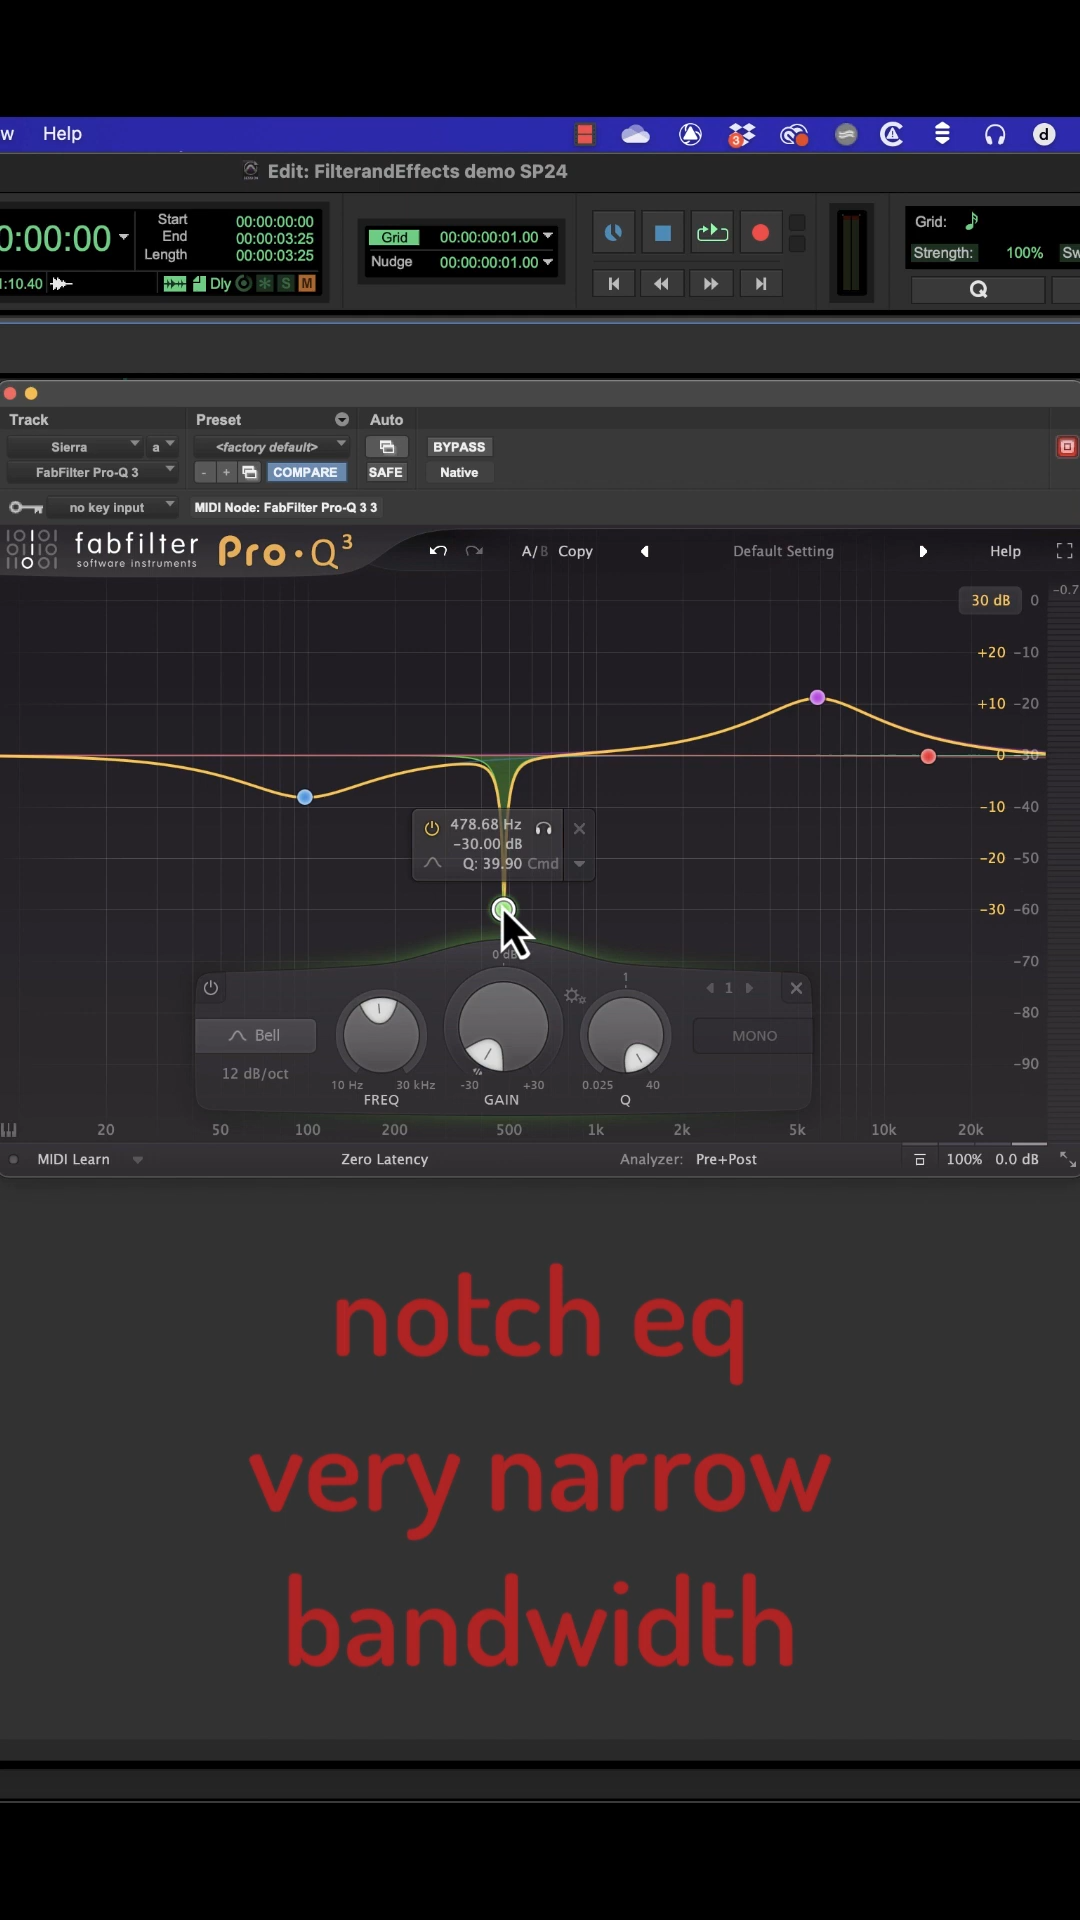 w Help
3
d
Edit: FilterandEffects demo SP24
0:00:00
Start 00:00:00:00
End 00:00:03:25
Length 00:00:03:25
:10.40
Dly
S
M
Grid 00:00:00:01.00
Nudge 00:00:00:01.00
Grid:
Strength: 100% Sw
Q
Track
Preset
Auto
Sierra
a
<factory default>
BYPASS
FabFilter Pro-Q 3
- +
COMPARE
SAFE
Native
no key input
MIDI Node: FabFilter Pro-Q 3 3
fabfilter
software instruments
Pro·Q3
A/B Copy
Default Setting
Help
30 dB 0 -0.7
+20 -10
+10 -20
0 -30
-10 -40
-20 -50
-30 -60
-70
-80
-90
478.68 Hz
-30.00 dB
Q: 39.90 Cmd
0 dB
1
1
Bell
MONO
12 dB/oct
10 Hz 30 kHz
-30 +30
0.025 40
FREQ
GAIN
Q
20 50 100 200 500 1k 2k 5k 10k 20k
MIDI Learn
Zero Latency
Analyzer: Pre+Post
100% 0.0 dB
notch eq
very narrow
bandwidth